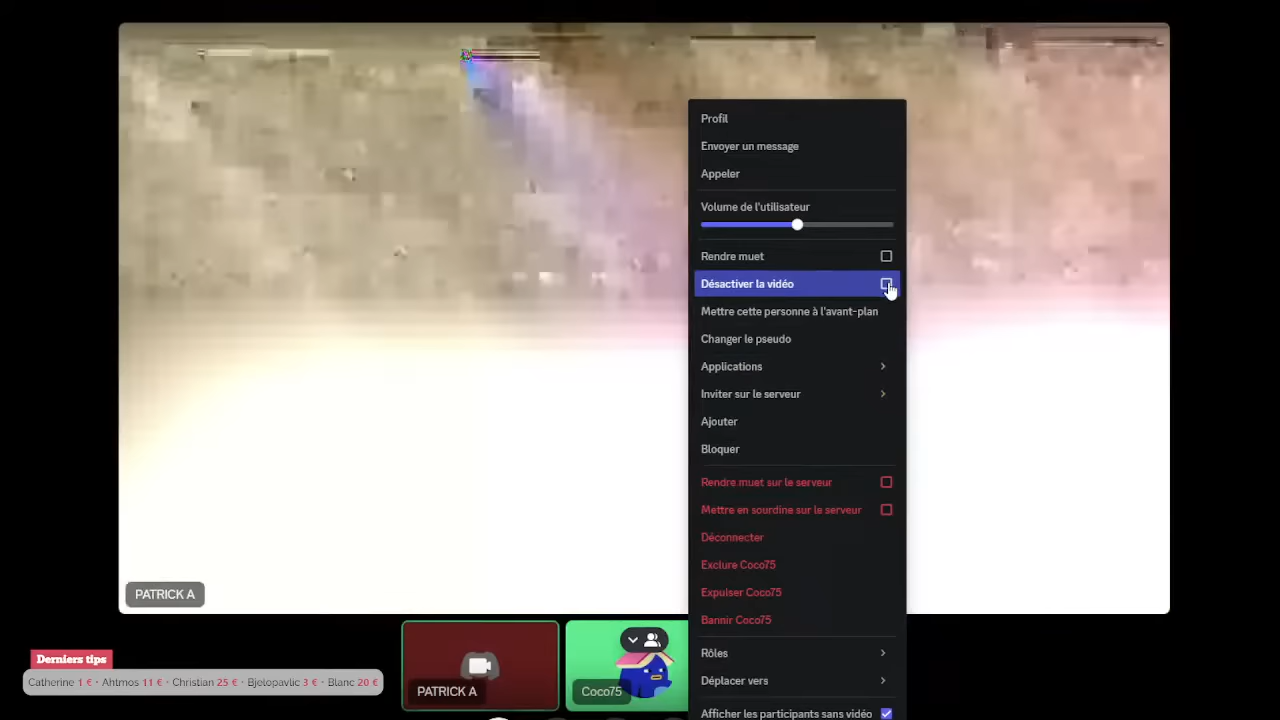 Profil
Envoyer un message
Appeler
Volume de l'utilisateur
Rendre muet
Désactiver la vidéo
Mettre cette personne à l'avant-plan
Changer le pseudo
Applications
Inviter sur le serveur
Ajouter
Bloquer
Rendre muet sur le serveur
Mettre en sourdine sur le serveur
Déconnecter
Exclure Coco75
Expulser Coco75
Bannir Coco75
Rôles
Déplacer vers
Afficher les participants sans vidéo
PATRICK A
PATRICK A
Coco75
Derniers tips
Catherine 1 € - Ahtmos 11 € - Christian 25 € - Bjelopavlic 3 € - Blanc 20 €